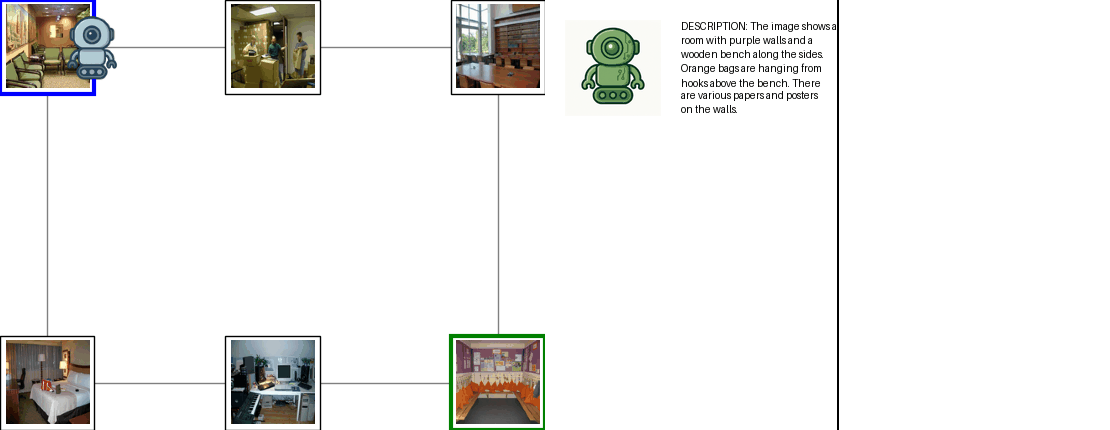 DESCRIPTION: The image shows a
room with purple walls and a
wooden bench along the sides.
Orange bags are hanging from
hooks above the bench. There
are various papers and posters
on the walls.